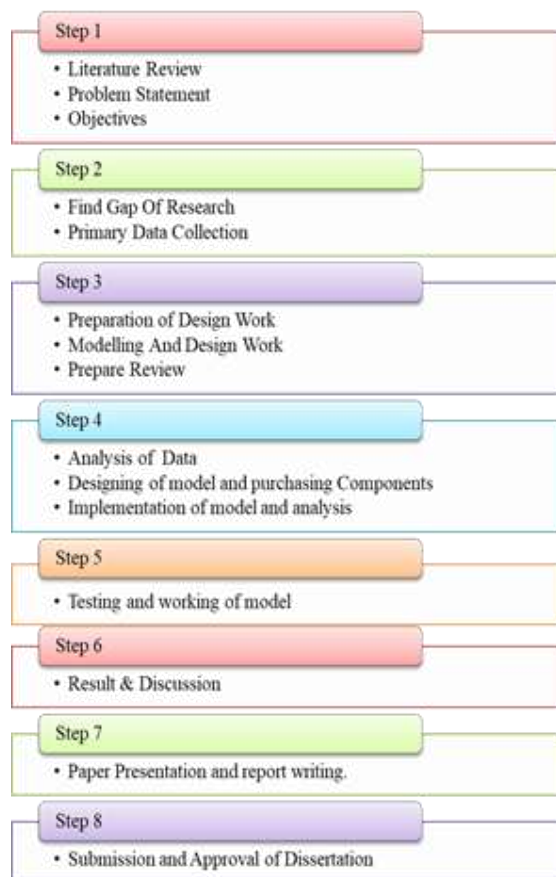 Step 1
• Literature Review
• Problem Statement
• Objectives
Step 2
• Find Gap Of Research
• Primary Data Collection
Step 3
• Preparation of Design Work
• Modelling And Design Work
• Prepare Review
Step 4
• Analysis of Data
• Designing of model and purchasing Components
• Implementation of model and analysis
Step 5
• Testing and working of model
Step 6
• Result & Discussion
Step 7
• Paper Presentation and report writing.
Step 8
• Submission and Approval of Dissertation